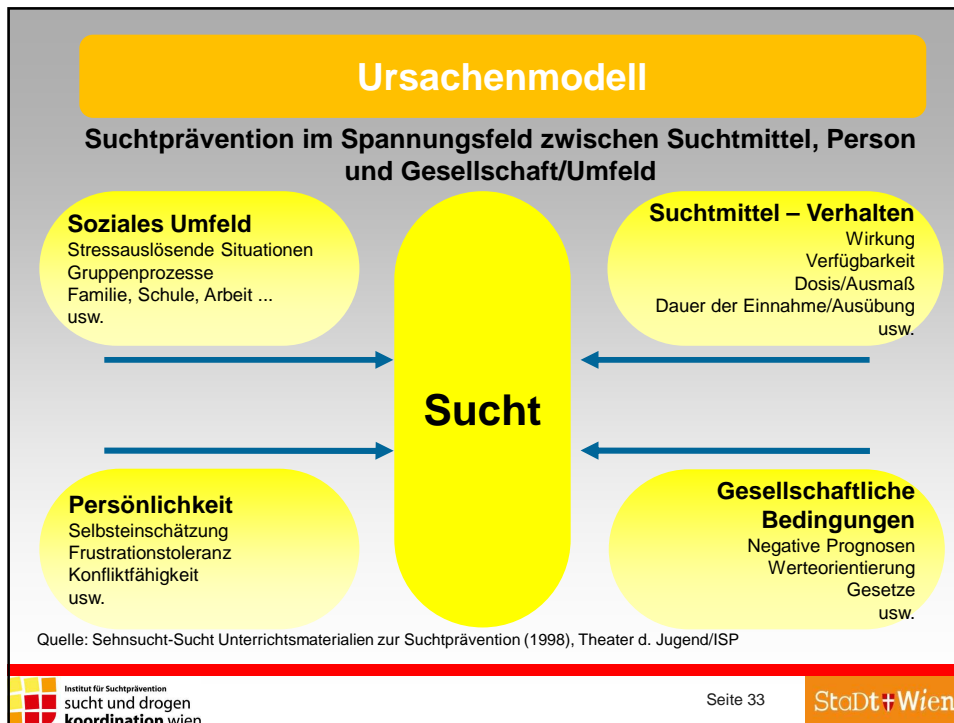 Ursachenmodell
Suchtprävention im Spannungsfeld zwischen Suchtmittel, Person
und Gesellschaft/Umfeld
Soziales Umfeld
Stressauslösende Situationen
Gruppenprozesse
Familie, Schule, Arbeit ...
usw.
Suchtmittel – Verhalten
Wirkung
Verfügbarkeit
Dosis/Ausmaß
Dauer der Einnahme/Ausübung
usw.
Sucht
Persönlichkeit
Selbsteinschätzung
Frustrationstoleranz
Konfliktfähigkeit
usw.
Gesellschaftliche
Bedingungen
Negative Prognosen
Werteorientierung
Gesetze
usw.
Quelle: Sehnsucht-Sucht Unterrichtsmaterialien zur Suchtprävention (1998), Theater d. Jugend/ISP
Institut für Suchtprävention
sucht und drogen
koordination wien
Seite 33
StaDt Wien